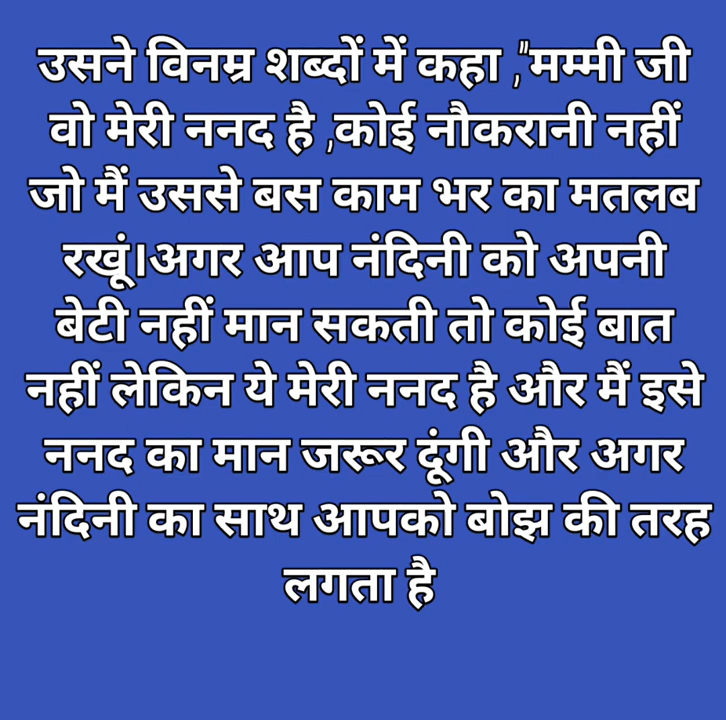 उसने विनम्र शब्दों में कहा ,"मम्मी जी
वो मेरी ननद है ,कोई नौकरानी नहीं
जो मैं उससे बस काम भर का मतलब
रखूं।अगर आप नंदिनी को अपनी
बेटी नहीं मान सकती तो कोई बात
नहीं लेकिन ये मेरी ननद है और मैं इसे
ननद का मान जरूर दूंगी और अगर
नंदिनी का साथ आपको बोझ की तरह
लगता है